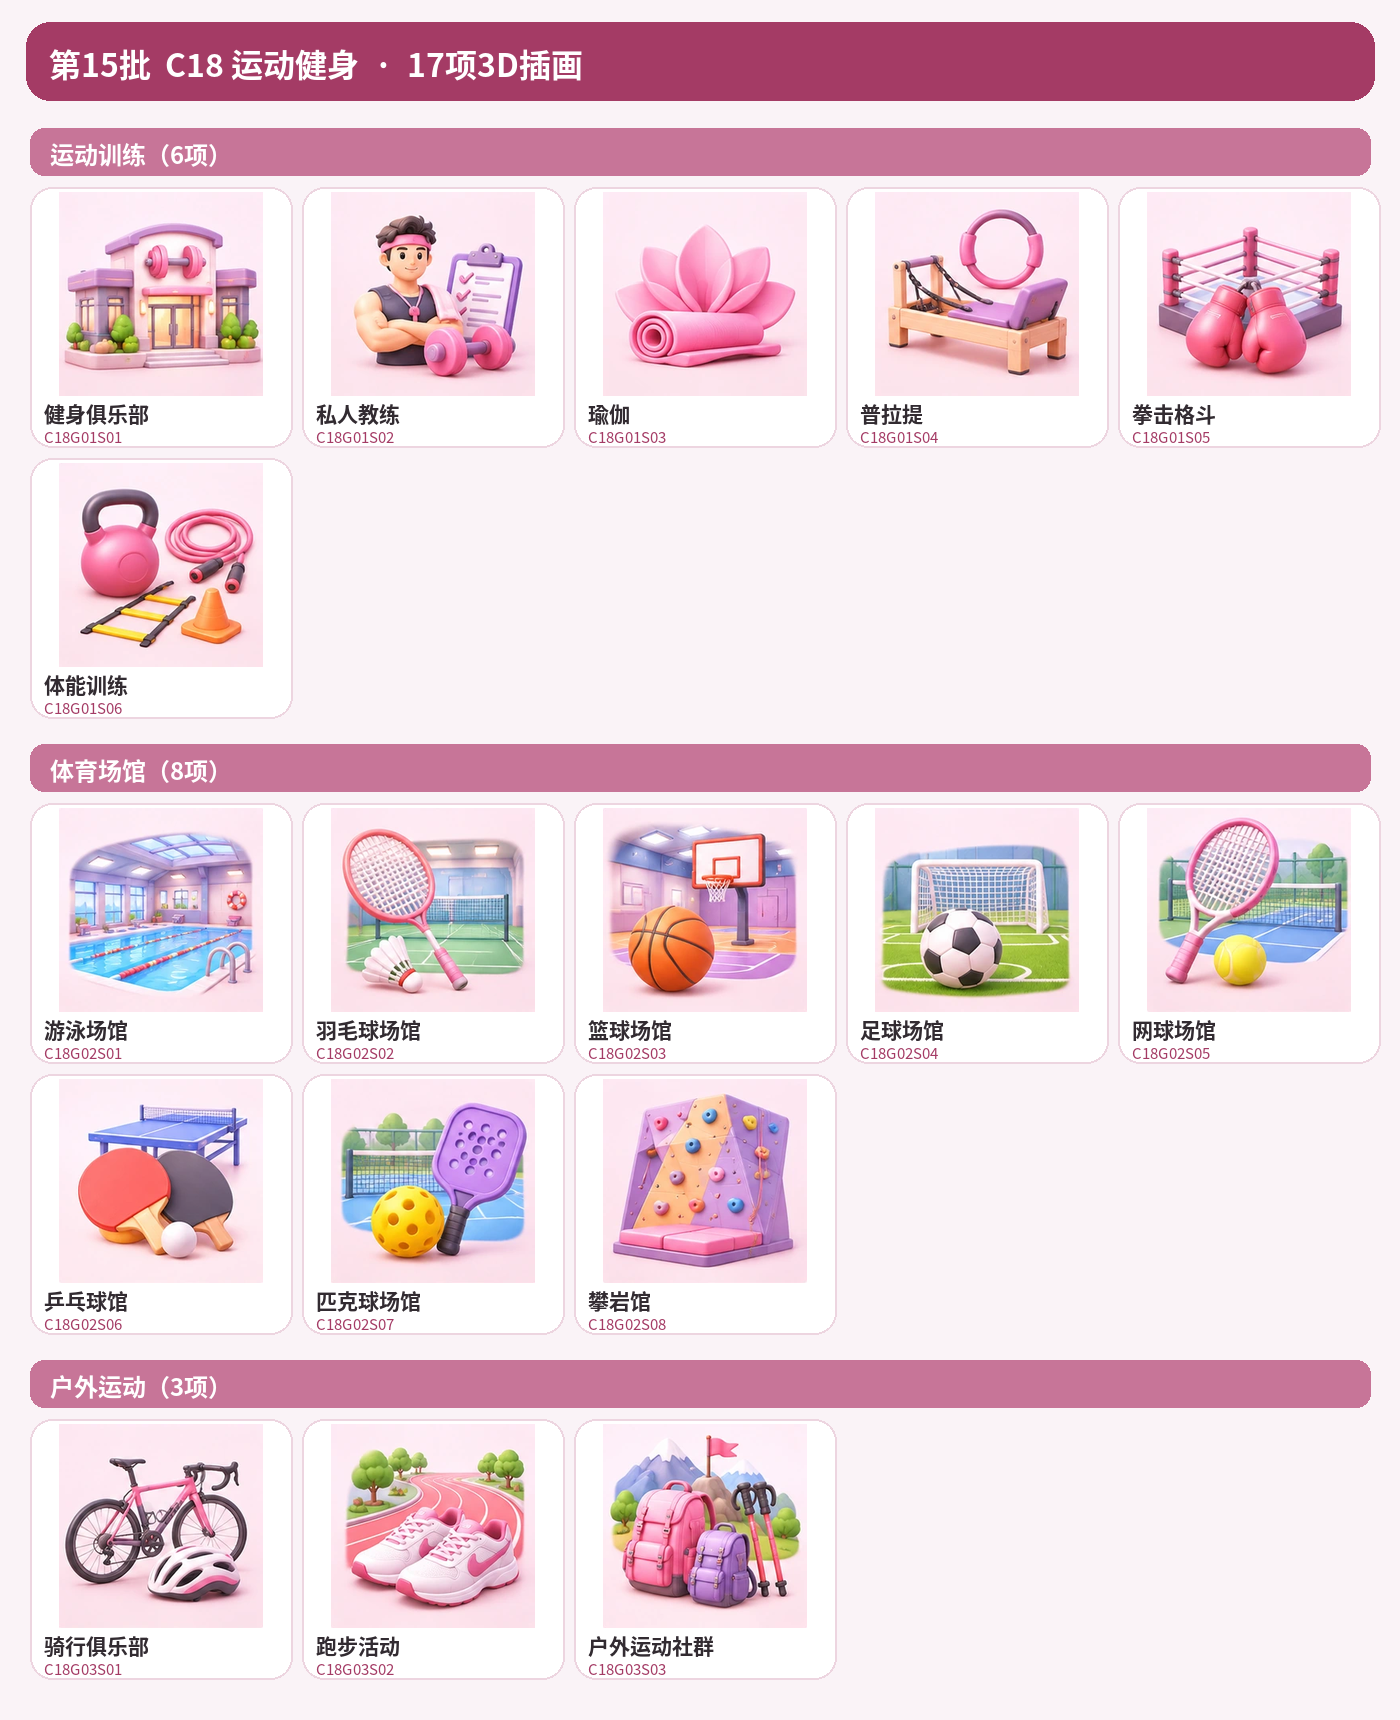 第15批 C18 运动健身 · 17项3D插画
运动训练（6项）
健身俱乐部
C18G01S01
私人教练
C18G01S02
瑜伽
C18G01S03
普拉提
C18G01S04
拳击格斗
C18G01S05
体能训练
C18G01S06
体育场馆（8项）
游泳场馆
C18G02S01
羽毛球场馆
C18G02S02
篮球场馆
C18G02S03
足球场馆
C18G02S04
网球场馆
C18G02S05
乒乓球馆
C18G02S06
匹克球场馆
C18G02S07
攀岩馆
C18G02S08
户外运动（3项）
骑行俱乐部
C18G03S01
跑步活动
C18G03S02
户外运动社群
C18G03S03